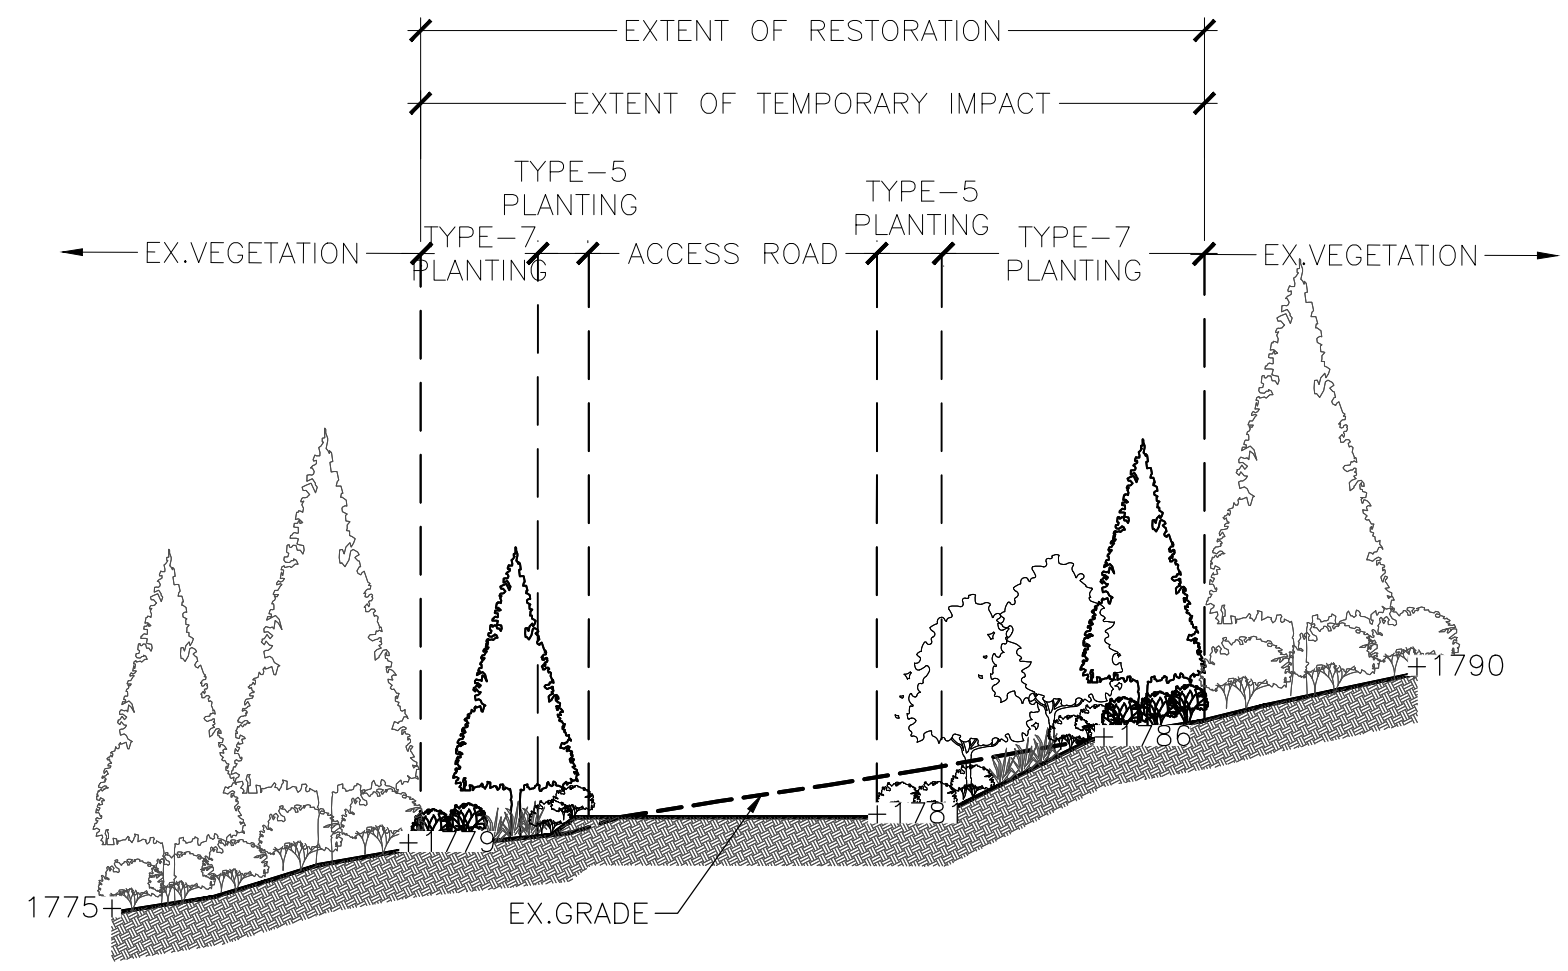 EXTENT OF RESTORATION
EXTENT OF TEMPORARY IMPACT
TYPE-5
PLANTING
TYPE-5
PLANTING
EX.VEGETATION
TYPE-7
PLANTING
ACCESS ROAD
TYPE-7
PLANTING
EX.VEGETATION
+1790
+1786
+178
+1779
1775+
EX.GRADE